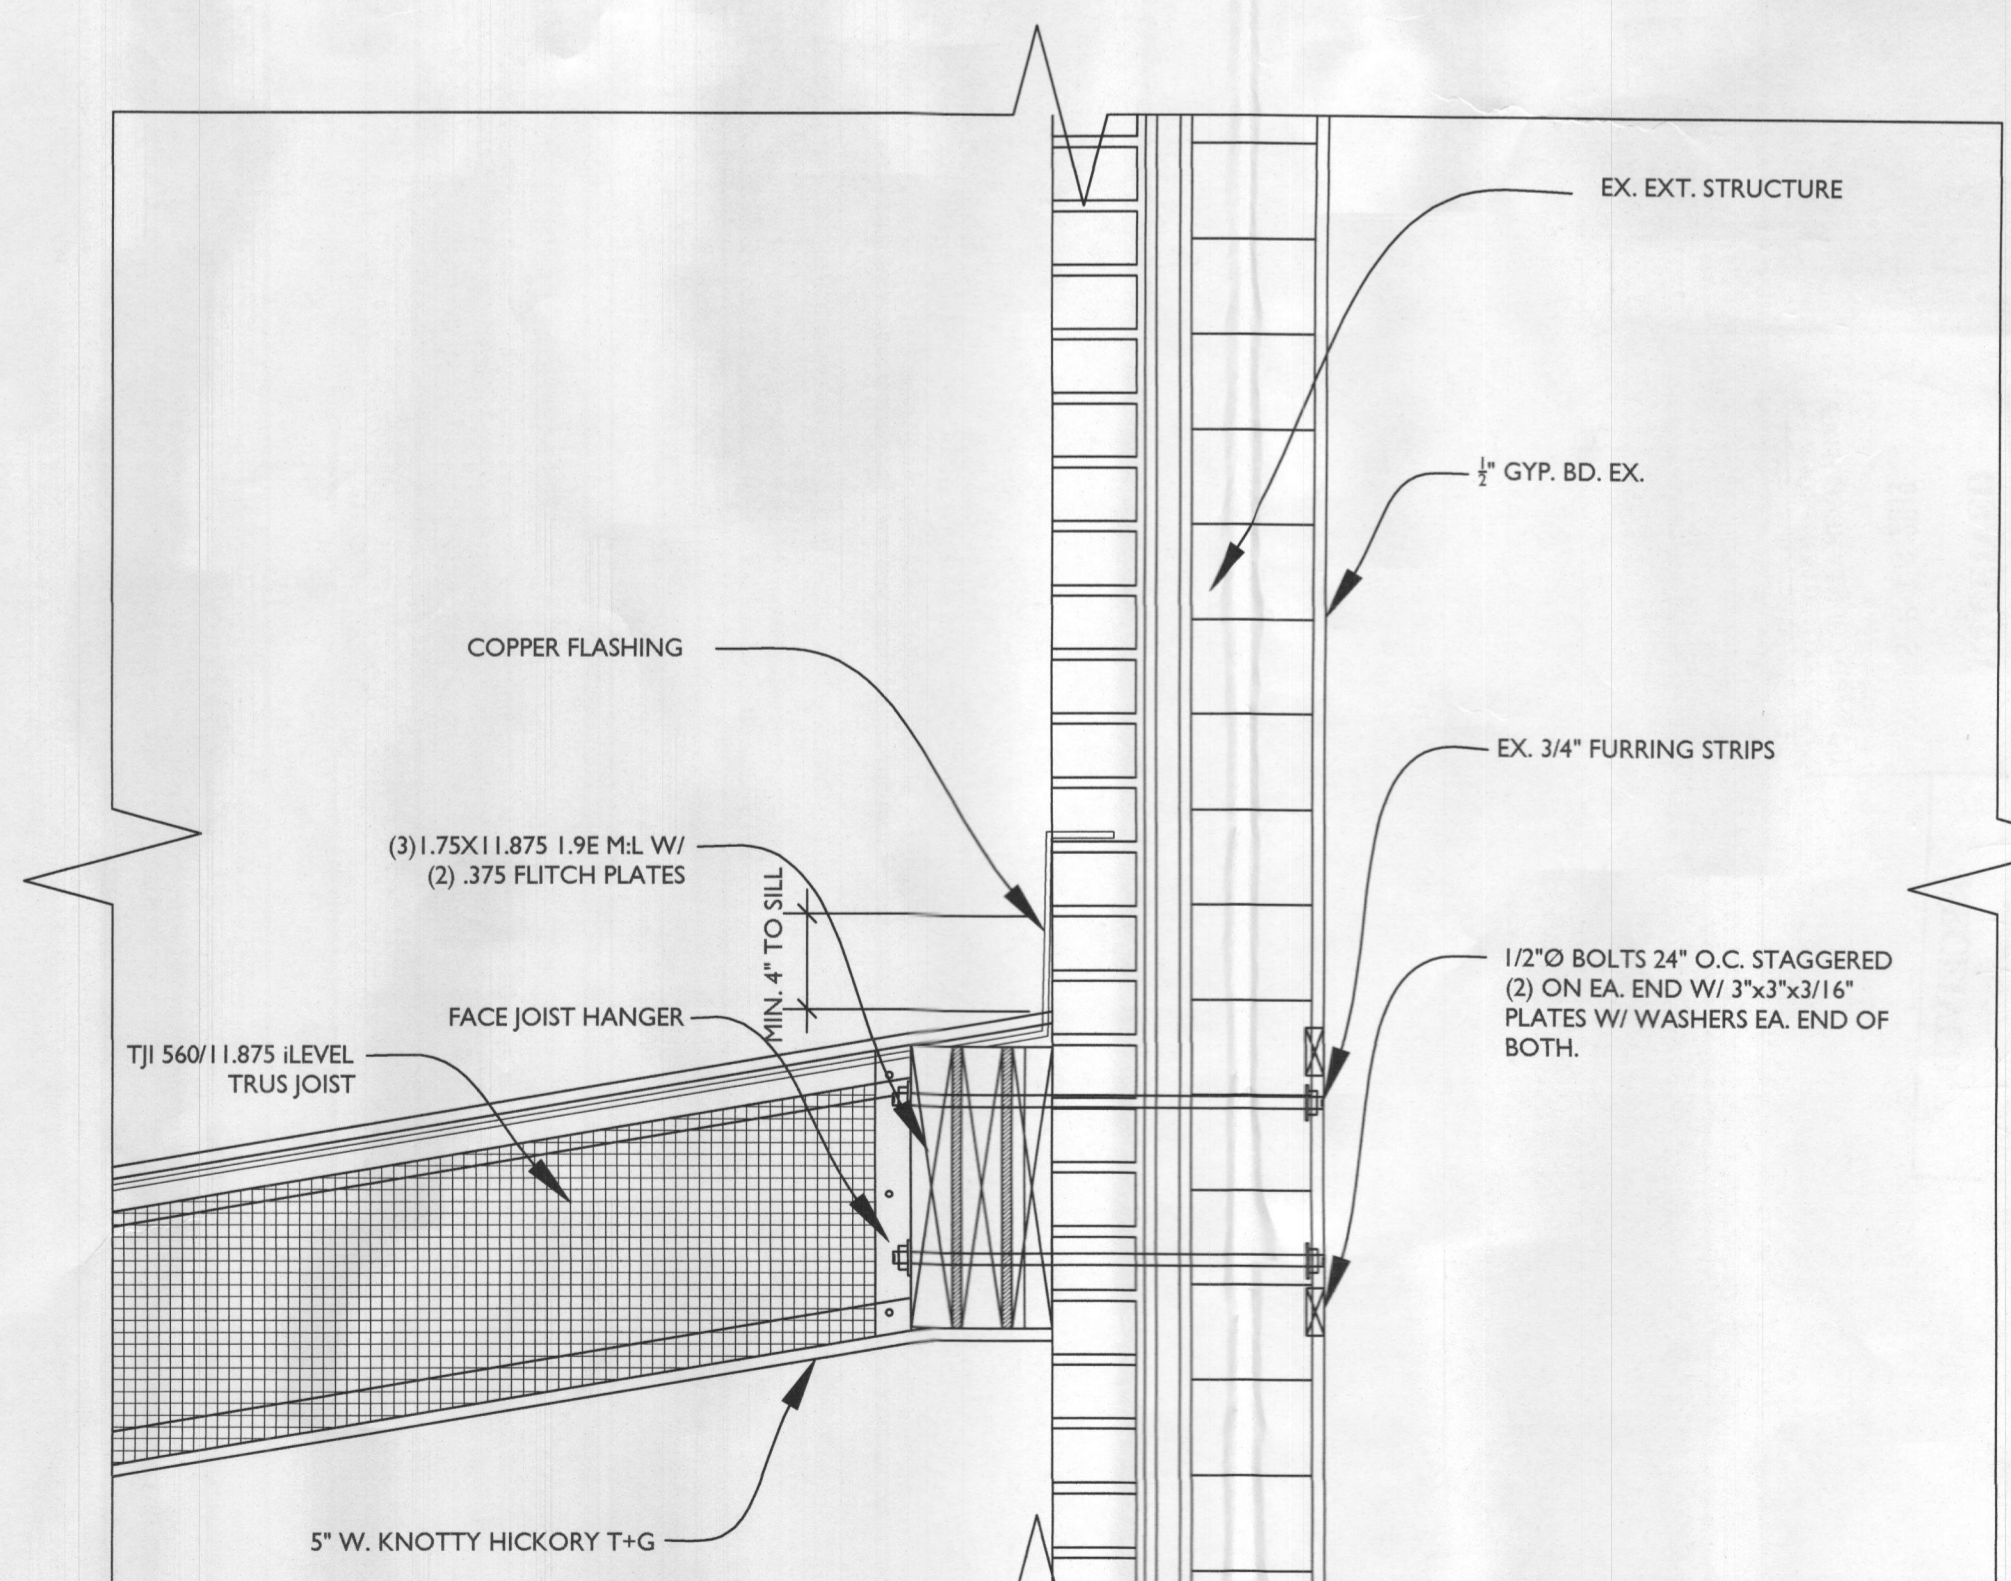 EX. EXT. STRUCTURE
½" GYP. BD. EX.
COPPER FLASHING
EX. 3/4" FURRING STRIPS
(3)1.75X11.875 1.9E M:L W/
(2) .375 FLITCH PLATES
MIN. 4" TO SILL
1/2"Ø BOLTS 24" O.C. STAGGERED
(2) ON EA. END W/ 3"x3"x3/16"
PLATES W/ WASHERS EA. END OF
BOTH.
FACE JOIST HANGER
TJI 560/11.875 iLEVEL
TRUS JOIST
5" W. KNOTTY HICKORY T+G